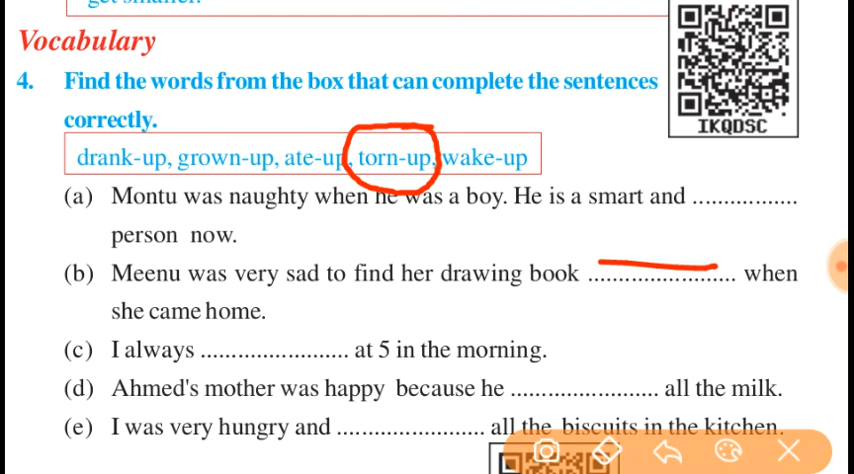 get smaller.
Vocabulary
4. Find the words from the box that can complete the sentences
correctly.
IKQDSC
drank-up, grown-up, ate-up, torn-up, wake-up
(a) Montu was naughty when he was a boy. He is a smart and .................
person now.
(b) Meenu was very sad to find her drawing book ........................ when
she came home.
(c) I always ........................ at 5 in the morning.
(d) Ahmed's mother was happy because he ........................ all the milk.
(e) I was very hungry and ........................ all the biscuits in the kitchen.